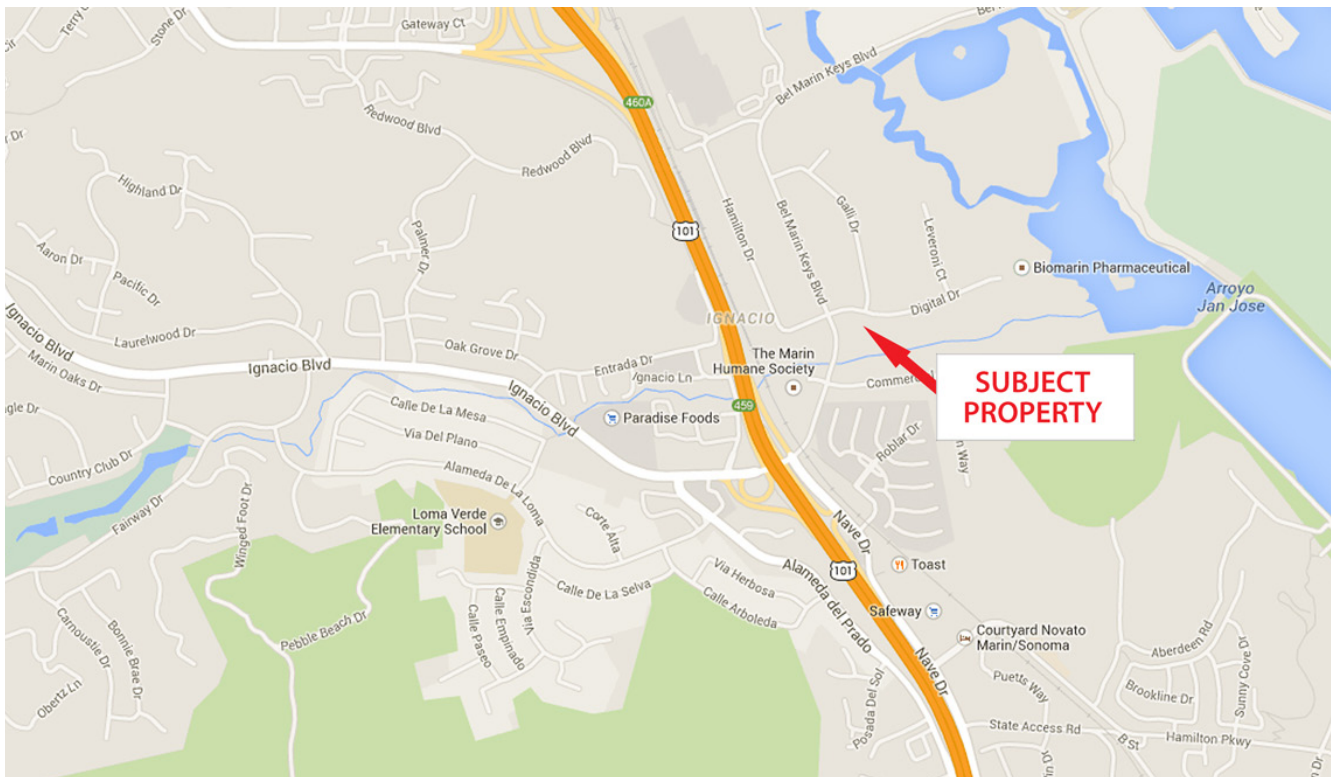 Gateway Ct
Terry Cir
Stone Dr
Bel
460A
Bel Marin Keys Blvd
Redwood Blvd
Redwood Blvd
Highland Dr
Hamilton Dr
Bel Marin Keys Blvd
Galli Dr
Leveroni Ct
Palmer Dr
101
Aaron Dr
Pacific Dr
Biomarin Pharmaceutical
Arroyo
Jan Jose
Digital Dr
IGNACIO
Ignacio Blvd
Laurelwood Dr
Oak Grove Dr
Entrada Dr
The Marin
Humane Society
Marin Oaks Dr
Ignacio Blvd
Ignacio Ln
Ignacio Blvd
SUBJECT
PROPERTY
Calle De La Mesa
Paradise Foods
459
Via Del Plano
Roblar Dr
Way
Country Club Dr
Alameda De La Loma
Fairway Dr
Winged Foot Dr
Loma Verde
Elementary School
Corte Alta
Nave Dr
101
Toast
Via Escondida
Calle De La Selva
Via Herbosa
Calle Arboleda
Alameda del Prado
Safeway
Carnoustie Dr
Bonnie Brae Dr
Pebble Beach Dr
Calle Empinado
Calle Paseo
Courtyard Novato
Marin/Sonoma
Aberdeen Rd
Nave Dr
Puetts Way
Brookline Dr
Sunny Cove Dr
Obertz Ln
Posada Del Sol
State Access Rd
B St
Hamilton Pkwy